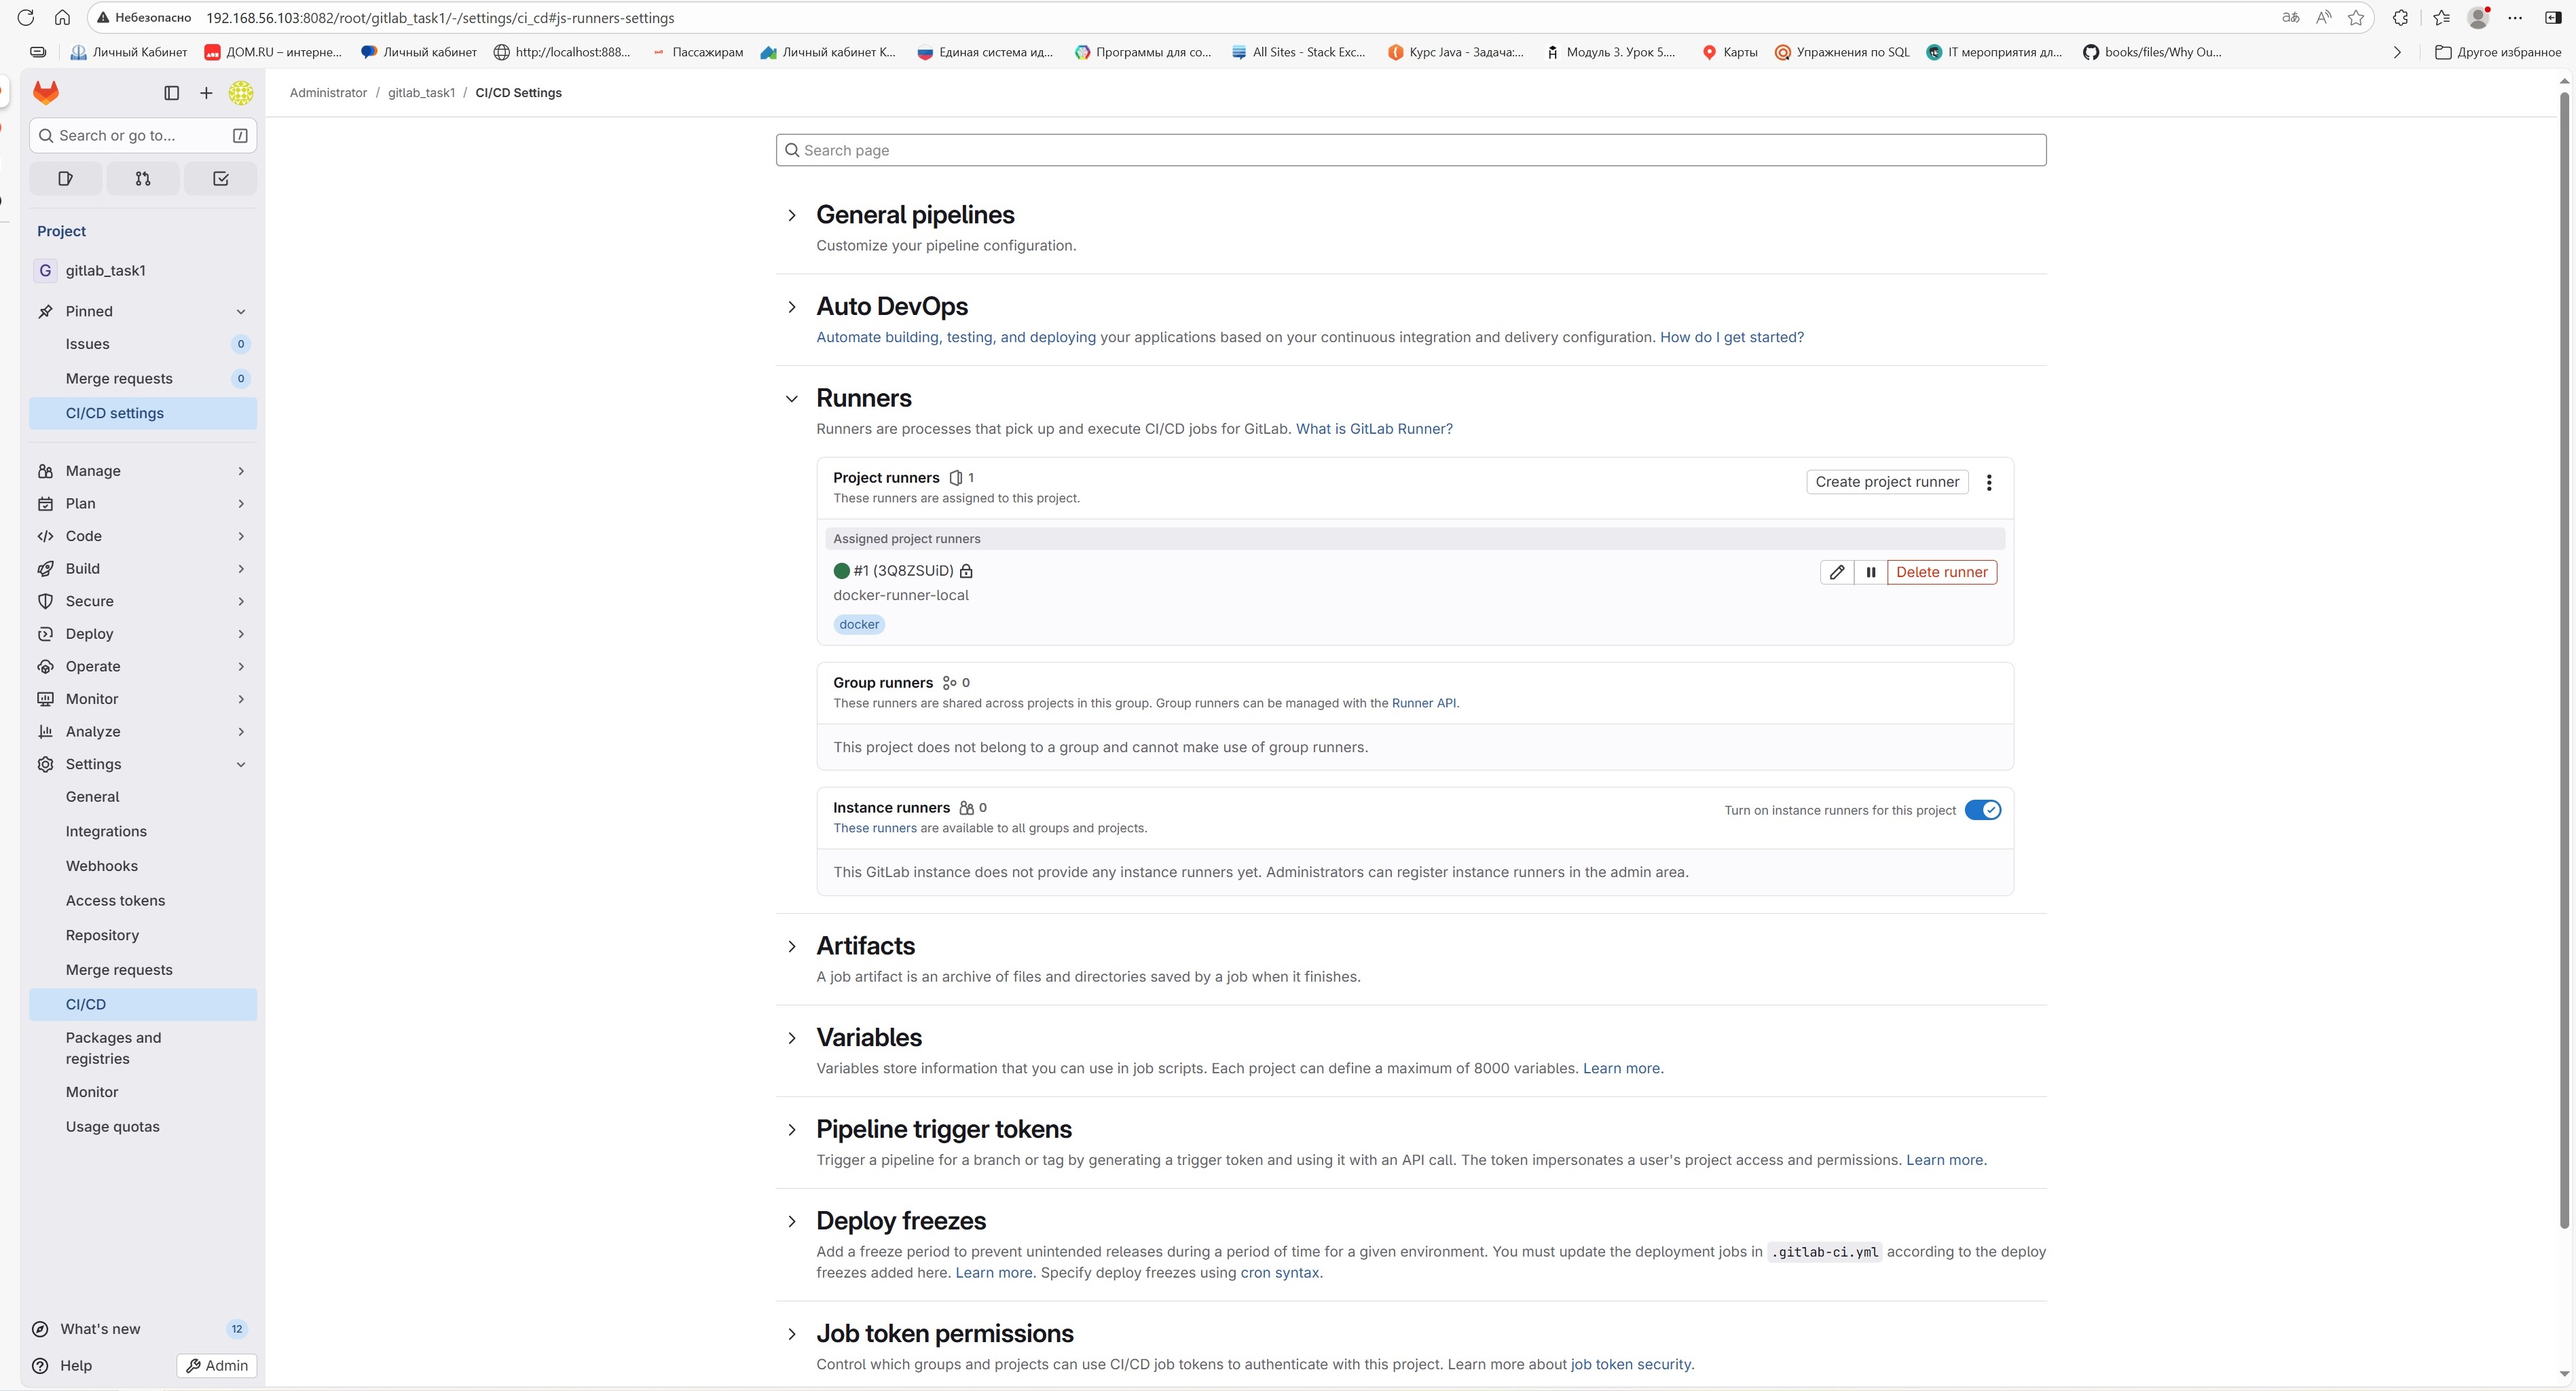 Небезопасно 192.168.56.103:8082/root/gitlab_task1/-/settings/ci_cd#js-runners-settings
Личный Кабинет ДОМ.RU – интерне... Личный кабинет http://localhost:888... Пассажирам Личный кабинет К... Единая система ид... Программы для со... All Sites - Stack Exc... Курс Java - Задача:... Модуль 3. Урок 5.... Карты Упражнения по SQL IT мероприятия дл... books/files/Why Ou... Другое избранное
Administrator / gitlab_task1 / CI/CD Settings
Search or go to... /
Project
G gitlab_task1
Pinned
Issues 0
Merge requests 0
CI/CD settings
Manage
Plan
Code
Build
Secure
Deploy
Operate
Monitor
Analyze
Settings
General
Integrations
Webhooks
Access tokens
Repository
Merge requests
CI/CD
Packages and
registries
Monitor
Usage quotas
What's new 12
Help Admin
Search page
General pipelines
Customize your pipeline configuration.
Auto DevOps
Automate building, testing, and deploying your applications based on your continuous integration and delivery configuration. How do I get started?
Runners
Runners are processes that pick up and execute CI/CD jobs for GitLab. What is GitLab Runner?
Project runners 1 Create project runner
These runners are assigned to this project.
Assigned project runners
#1 (3Q8ZSUiD) Delete runner
docker-runner-local
docker
Group runners 0
These runners are shared across projects in this group. Group runners can be managed with the Runner API.
This project does not belong to a group and cannot make use of group runners.
Instance runners 0 Turn on instance runners for this project
These runners are available to all groups and projects.
This GitLab instance does not provide any instance runners yet. Administrators can register instance runners in the admin area.
Artifacts
A job artifact is an archive of files and directories saved by a job when it finishes.
Variables
Variables store information that you can use in job scripts. Each project can define a maximum of 8000 variables. Learn more.
Pipeline trigger tokens
Trigger a pipeline for a branch or tag by generating a trigger token and using it with an API call. The token impersonates a user's project access and permissions. Learn more.
Deploy freezes
Add a freeze period to prevent unintended releases during a period of time for a given environment. You must update the deployment jobs in .gitlab-ci.yml according to the deploy
freezes added here. Learn more. Specify deploy freezes using cron syntax.
Job token permissions
Control which groups and projects can use CI/CD job tokens to authenticate with this project. Learn more about job token security.